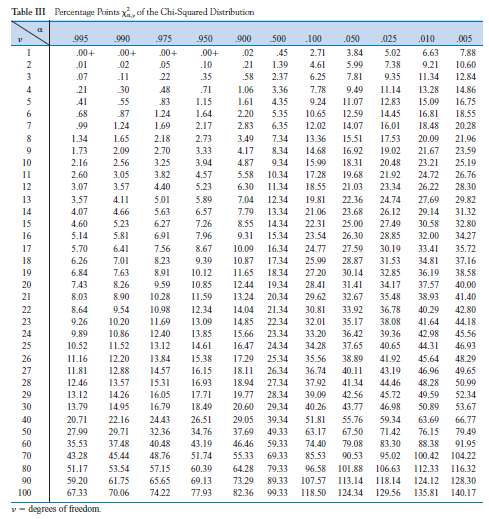 Table III Percentage Points χ²α,ν of the Chi-Squared Distribution
α
ν .995 .990 .975 .950 .900 .500 .100 .050 .025 .010 .005
1 .00+ .00+ .00+ .00+ .02 .45 2.71 3.84 5.02 6.63 7.88
2 .01 .02 .05 .10 .21 1.39 4.61 5.99 7.38 9.21 10.60
3 .07 .11 .22 .35 .58 2.37 6.25 7.81 9.35 11.34 12.84
4 .21 .30 .48 .71 1.06 3.36 7.78 9.49 11.14 13.28 14.86
5 .41 .55 .83 1.15 1.61 4.35 9.24 11.07 12.83 15.09 16.75
6 .68 .87 1.24 1.64 2.20 5.35 10.65 12.59 14.45 16.81 18.55
7 .99 1.24 1.69 2.17 2.83 6.35 12.02 14.07 16.01 18.48 20.28
8 1.34 1.65 2.18 2.73 3.49 7.34 13.36 15.51 17.53 20.09 21.96
9 1.73 2.09 2.70 3.33 4.17 8.34 14.68 16.92 19.02 21.67 23.59
10 2.16 2.56 3.25 3.94 4.87 9.34 15.99 18.31 20.48 23.21 25.19
11 2.60 3.05 3.82 4.57 5.58 10.34 17.28 19.68 21.92 24.72 26.76
12 3.07 3.57 4.40 5.23 6.30 11.34 18.55 21.03 23.34 26.22 28.30
13 3.57 4.11 5.01 5.89 7.04 12.34 19.81 22.36 24.74 27.69 29.82
14 4.07 4.66 5.63 6.57 7.79 13.34 21.06 23.68 26.12 29.14 31.32
15 4.60 5.23 6.27 7.26 8.55 14.34 22.31 25.00 27.49 30.58 32.80
16 5.14 5.81 6.91 7.96 9.31 15.34 23.54 26.30 28.85 32.00 34.27
17 5.70 6.41 7.56 8.67 10.09 16.34 24.77 27.59 30.19 33.41 35.72
18 6.26 7.01 8.23 9.39 10.87 17.34 25.99 28.87 31.53 34.81 37.16
19 6.84 7.63 8.91 10.12 11.65 18.34 27.20 30.14 32.85 36.19 38.58
20 7.43 8.26 9.59 10.85 12.44 19.34 28.41 31.41 34.17 37.57 40.00
21 8.03 8.90 10.28 11.59 13.24 20.34 29.62 32.67 35.48 38.93 41.40
22 8.64 9.54 10.98 12.34 14.04 21.34 30.81 33.92 36.78 40.29 42.80
23 9.26 10.20 11.69 13.09 14.85 22.34 32.01 35.17 38.08 41.64 44.18
24 9.89 10.86 12.40 13.85 15.66 23.34 33.20 36.42 39.36 42.98 45.56
25 10.52 11.52 13.12 14.61 16.47 24.34 34.28 37.65 40.65 44.31 46.93
26 11.16 12.20 13.84 15.38 17.29 25.34 35.56 38.89 41.92 45.64 48.29
27 11.81 12.88 14.57 16.15 18.11 26.34 36.74 40.11 43.19 46.96 49.65
28 12.46 13.57 15.31 16.93 18.94 27.34 37.92 41.34 44.46 48.28 50.99
29 13.12 14.26 16.05 17.71 19.77 28.34 39.09 42.56 45.72 49.59 52.34
30 13.79 14.95 16.79 18.49 20.60 29.34 40.26 43.77 46.98 50.89 53.67
40 20.71 22.16 24.43 26.51 29.05 39.34 51.81 55.76 59.34 63.69 66.77
50 27.99 29.71 32.36 34.76 37.69 49.33 63.17 67.50 71.42 76.15 79.49
60 35.53 37.48 40.48 43.19 46.46 59.33 74.40 79.08 83.30 88.38 91.95
70 43.28 45.44 48.76 51.74 55.33 69.33 85.53 90.53 95.02 100.42 104.22
80 51.17 53.54 57.15 60.39 64.28 79.33 96.58 101.88 106.63 112.33 116.32
90 59.20 61.75 65.65 69.13 73.29 89.33 107.57 113.14 118.14 124.12 128.30
100 67.33 70.06 74.22 77.93 82.36 99.33 118.50 124.34 129.56 135.81 140.17
ν = degrees of freedom.